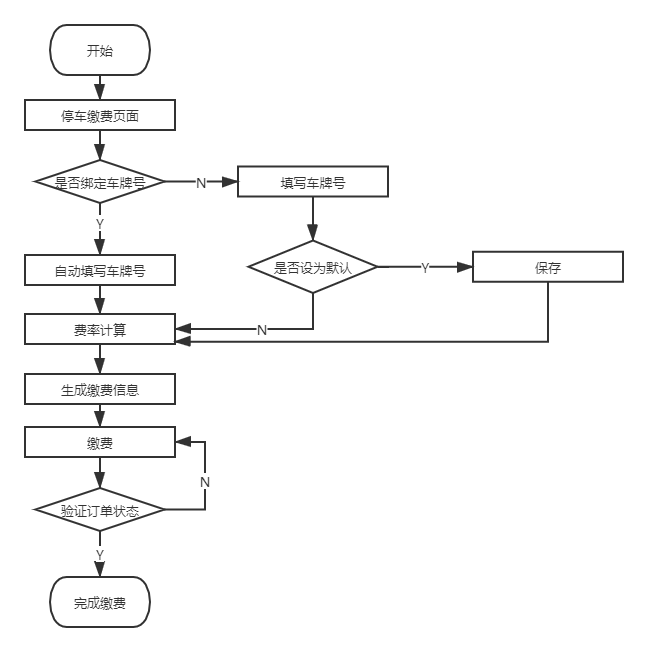 开始
停车缴费页面
是否绑定车牌号
N
填写车牌号
Y
自动填写车牌号
是否设为默认
Y
保存
费率计算
N
生成缴费信息
缴费
N
验证订单状态
Y
完成缴费